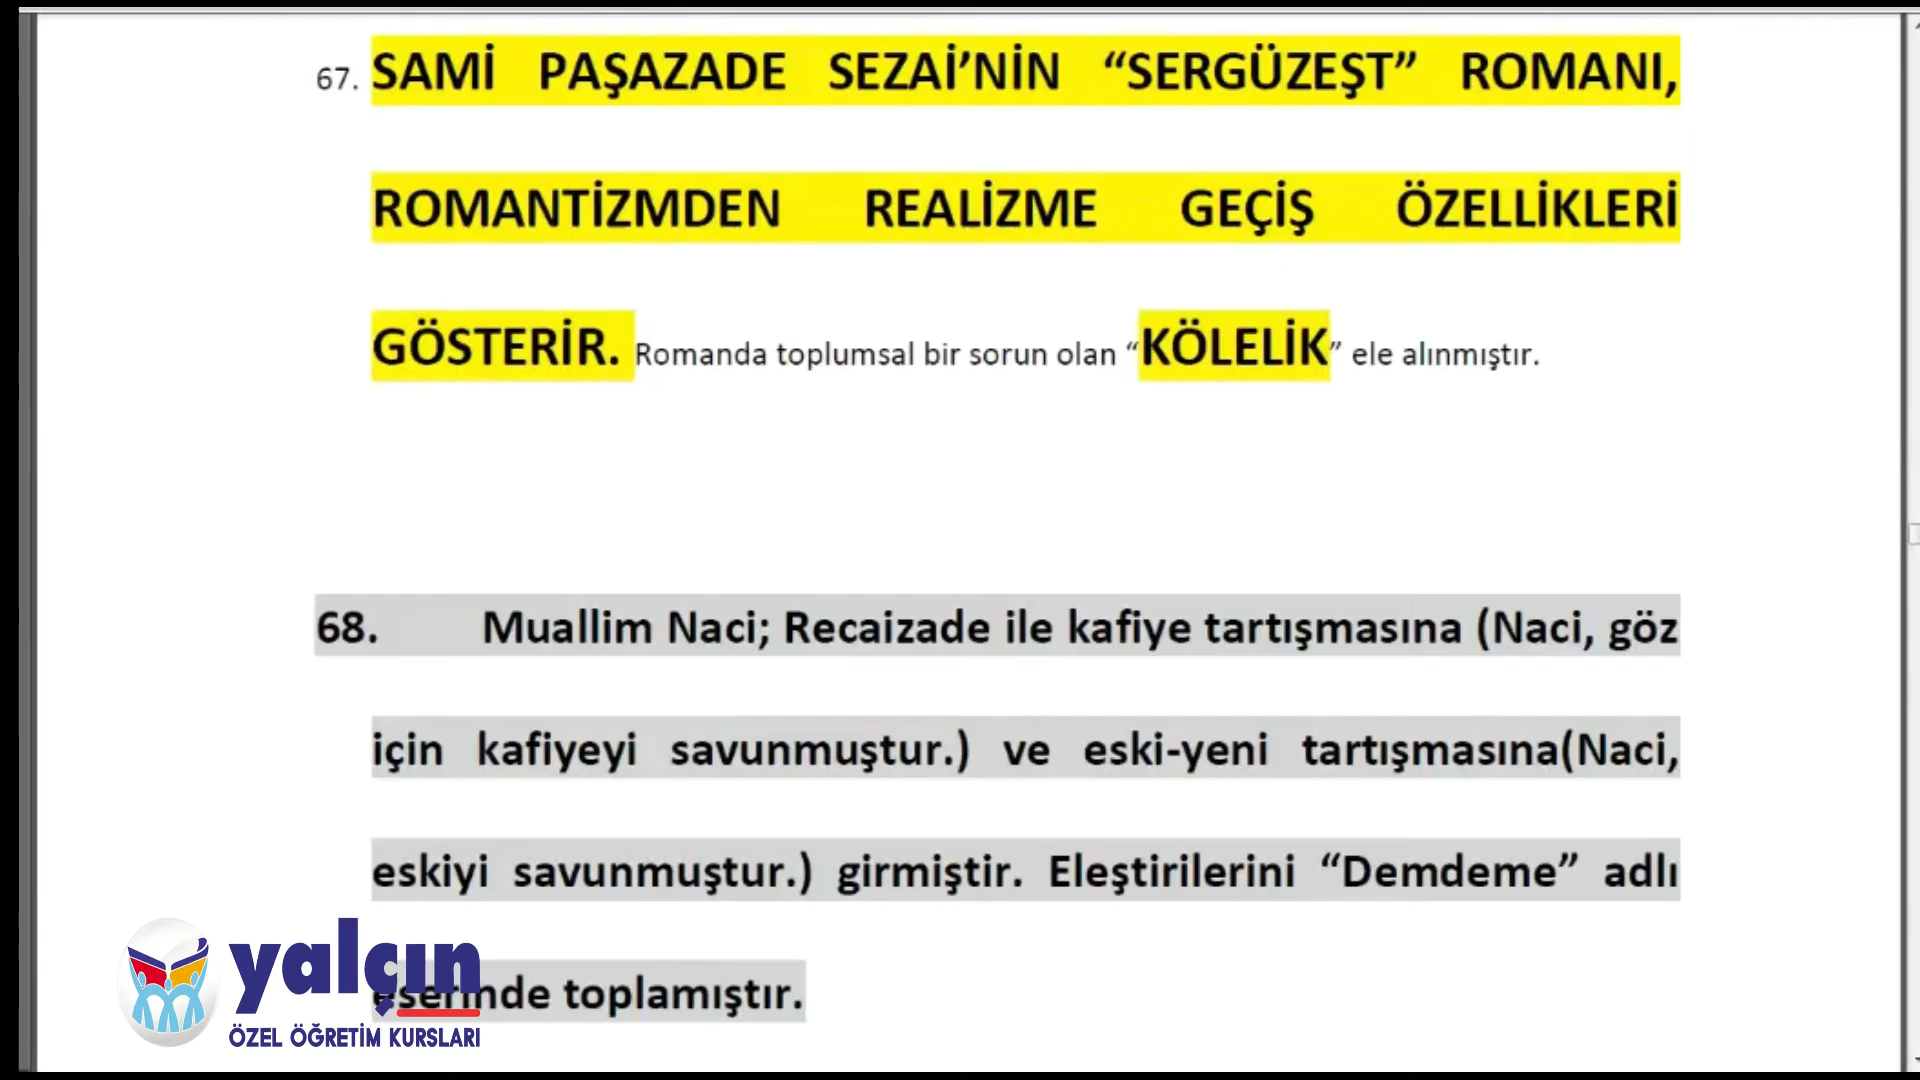 67. SAMİ PAŞAZADE SEZAİ’NİN “SERGÜZEŞT” ROMANI,
ROMANTİZMDEN REALİZME GEÇİŞ ÖZELLİKLERİ
GÖSTERİR. Romanda toplumsal bir sorun olan “KÖLELİK” ele alınmıştır.
68. Muallim Naci; Recaizade ile kafiye tartışmasına (Naci, göz
için kafiyeyi savunmuştur.) ve eski-yeni tartışmasına(Naci,
eskiyi savunmuştur.) girmiştir. Eleştirilerini “Demdeme” adlı
eserinde toplamıştır.
yalçın
ÖZEL ÖĞRETİM KURSLARI